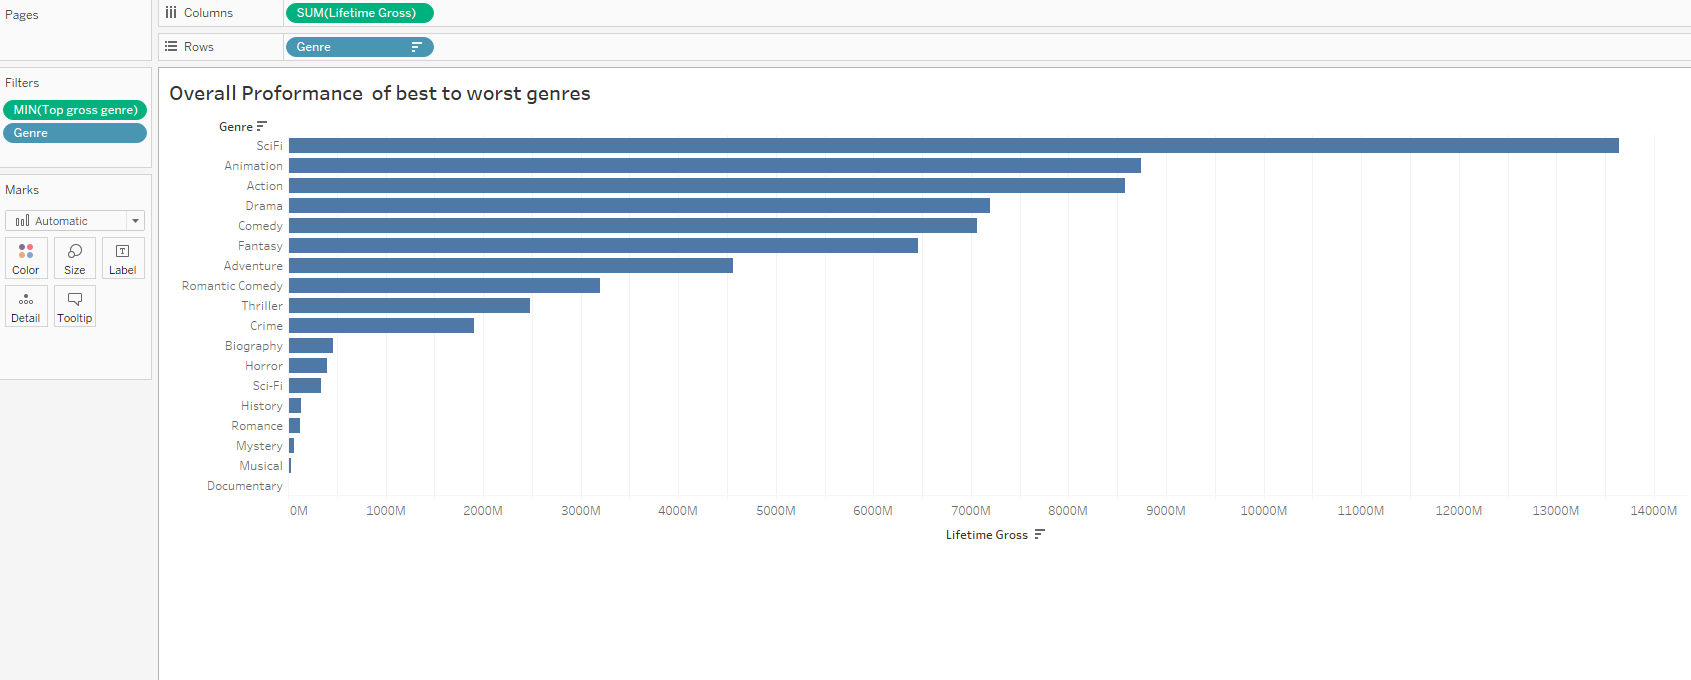 Pages
Columns
SUM(Lifetime Gross)
Rows
Genre
Filters
MIN(Top gross genre)
Genre
Marks
Automatic
Color
Size
Label
Detail
Tooltip
Overall Proformance of best to worst genres
Genre
SciFi
Animation
Action
Drama
Comedy
Fantasy
Adventure
Romantic Comedy
Thriller
Crime
Biography
Horror
Sci-Fi
History
Romance
Mystery
Musical
Documentary
0M 1000M 2000M 3000M 4000M 5000M 6000M 7000M 8000M 9000M 10000M 11000M 12000M 13000M 14000M
Lifetime Gross